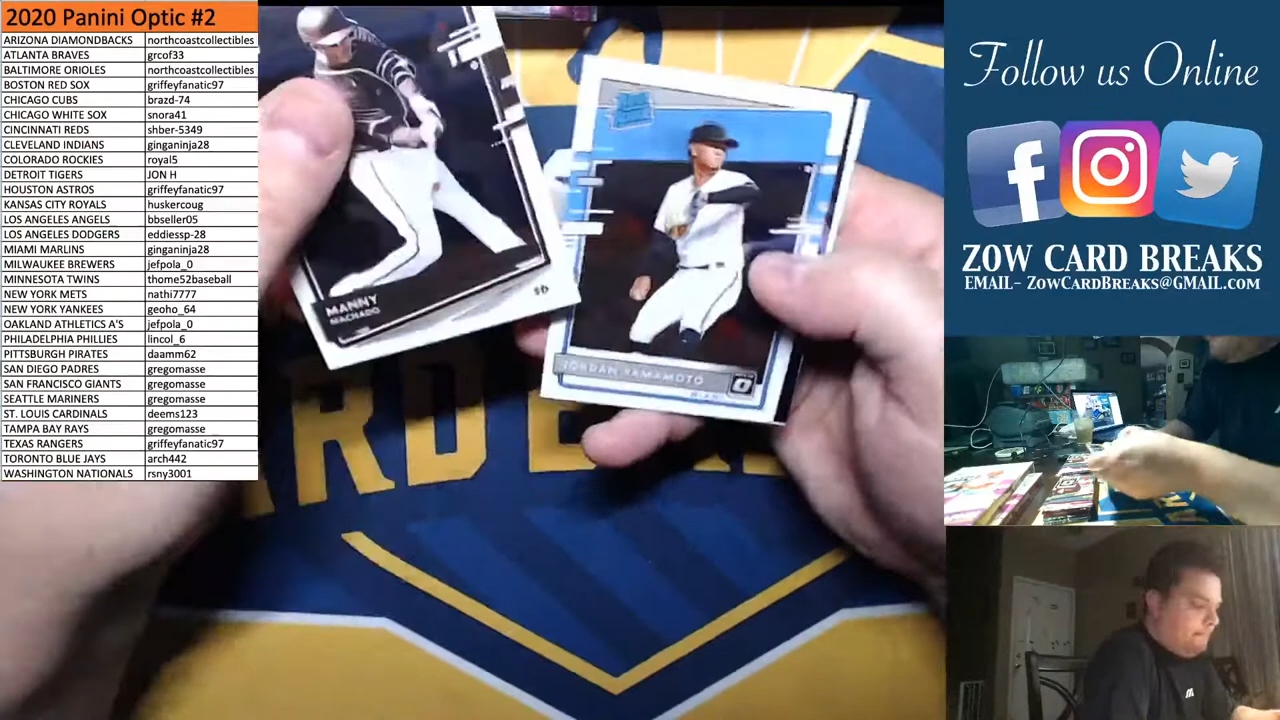 2020 Panini Optic #2
ARIZONA DIAMONDBACKS northcoastcollectibles
ATLANTA BRAVES grcof33
BALTIMORE ORIOLES northcoastcollectibles
BOSTON RED SOX griffeyfanatic97
CHICAGO CUBS brazd-74
CHICAGO WHITE SOX snora41
CINCINNATI REDS shber-5349
CLEVELAND INDIANS ginganinja28
COLORADO ROCKIES royal5
DETROIT TIGERS JON H
HOUSTON ASTROS griffeyfanatic97
KANSAS CITY ROYALS huskercoug
LOS ANGELES ANGELS bbseller05
LOS ANGELES DODGERS eddiessp-28
MIAMI MARLINS ginganinja28
MILWAUKEE BREWERS jefpola_0
MINNESOTA TWINS thome52baseball
NEW YORK METS nathi7777
NEW YORK YANKEES geoho_64
OAKLAND ATHLETICS A'S jefpola_0
PHILADELPHIA PHILLIES lincol_6
PITTSBURGH PIRATES daamm62
SAN DIEGO PADRES gregomasse
SAN FRANCISCO GIANTS gregomasse
SEATTLE MARINERS gregomasse
ST. LOUIS CARDINALS deems123
TAMPA BAY RAYS gregomasse
TEXAS RANGERS griffeyfanatic97
TORONTO BLUE JAYS arch442
WASHINGTON NATIONALS rsny3001
MANNY
MACHADO
JORDAN YAMAMOTO
Follow us Online
ZOW CARD BREAKS
EMAIL- ZOWCARDBREAKS@GMAIL.COM